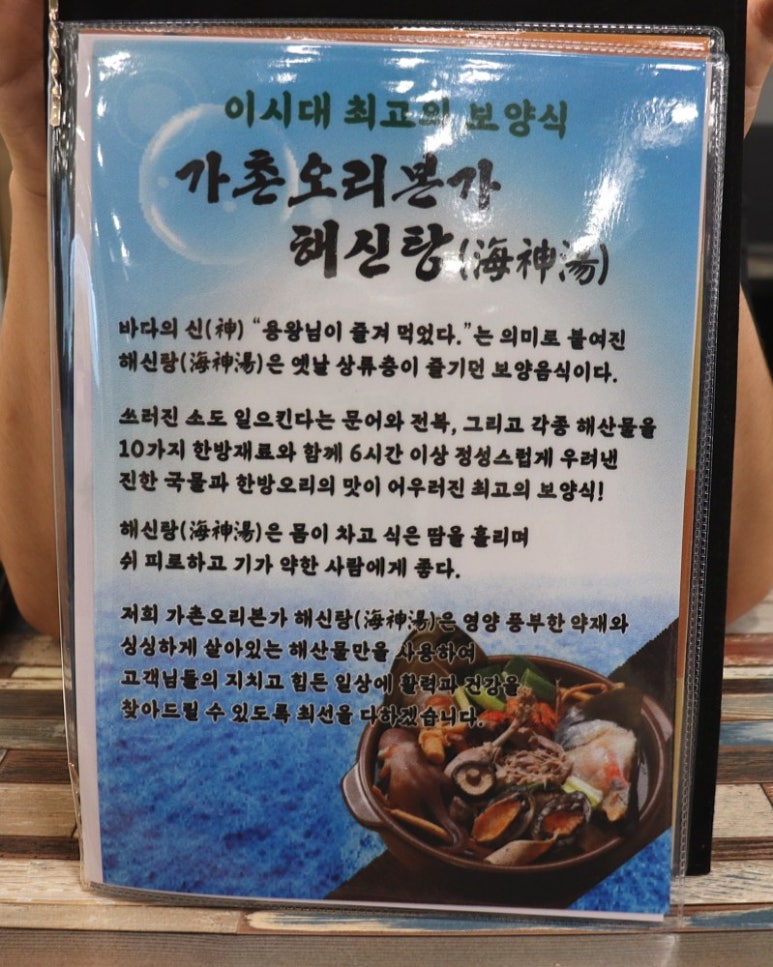 이시대 최고의 보양식
가촌오리본가
해신탕(海神湯)
바다의 신(神) “용왕님이 즐겨 먹었다.”는 의미로 붙여진
해신탕(海神湯)은 옛날 상류층이 즐기던 보양음식이다.
쓰러진 소도 일으킨다는 문어와 전복, 그리고 각종 해산물을
10가지 한방재료와 함께 6시간 이상 정성스럽게 우려낸
진한 국물과 한방오리의 맛이 어우러진 최고의 보양식!
해신탕(海神湯)은 몸이 차고 식은 땀을 흘리며
쉬 피로하고 기가 약한 사람에게 좋다.
저희 가촌오리본가 해신탕(海神湯)은 영양 풍부한 약재와
싱싱하게 살아있는 해산물만을 사용하여
고객님들의 지치고 힘든 일상에 활력과 건강을
찾아드릴 수 있도록 최선을 다하겠습니다.